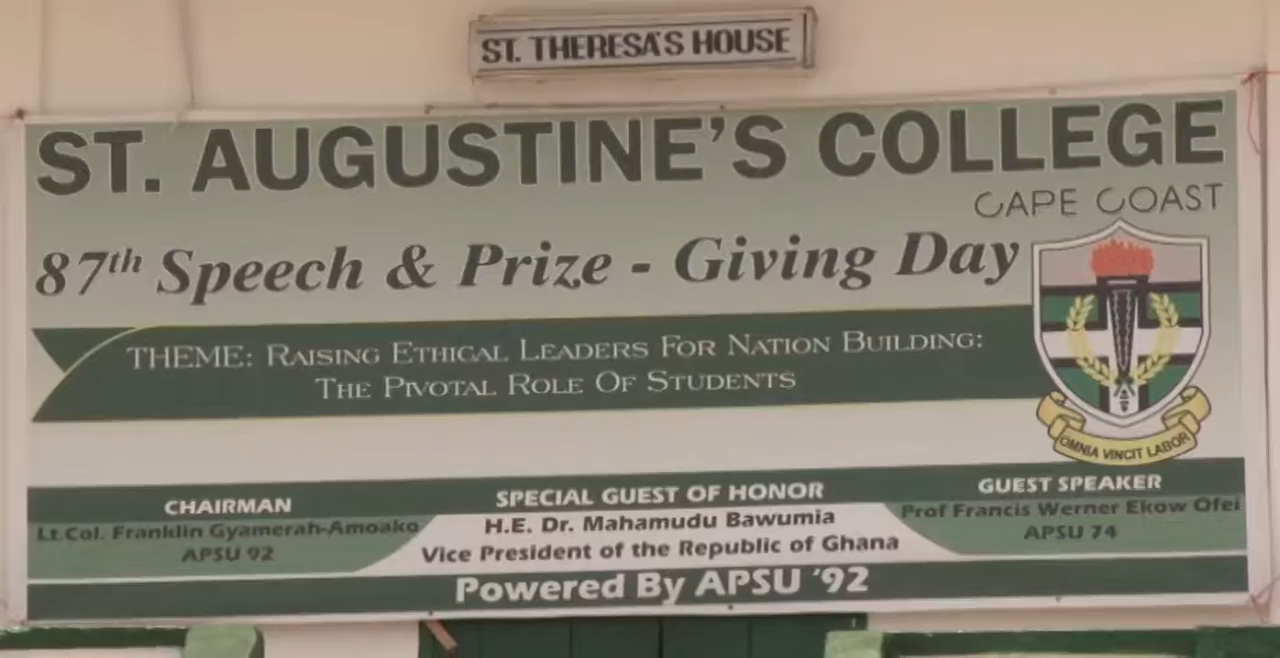 ST. THERESA'S HOUSE
ST. AUGUSTINE'S COLLEGE
CAPE COAST
87th Speech & Prize - Giving Day
THEME: RAISING ETHICAL LEADERS FOR NATION BUILDING:
THE PIVOTAL ROLE OF STUDENTS
OMNIA VINCIT LABOR
CHAIRMAN
Lt.Col. Franklin Gyamerah-Amoako
APSU 92
SPECIAL GUEST OF HONOR
H.E. Dr. Mahamudu Bawumia
Vice President of the Republic of Ghana
GUEST SPEAKER
Prof Francis Werner Ekow Ofei
APSU 74
Powered By APSU '92